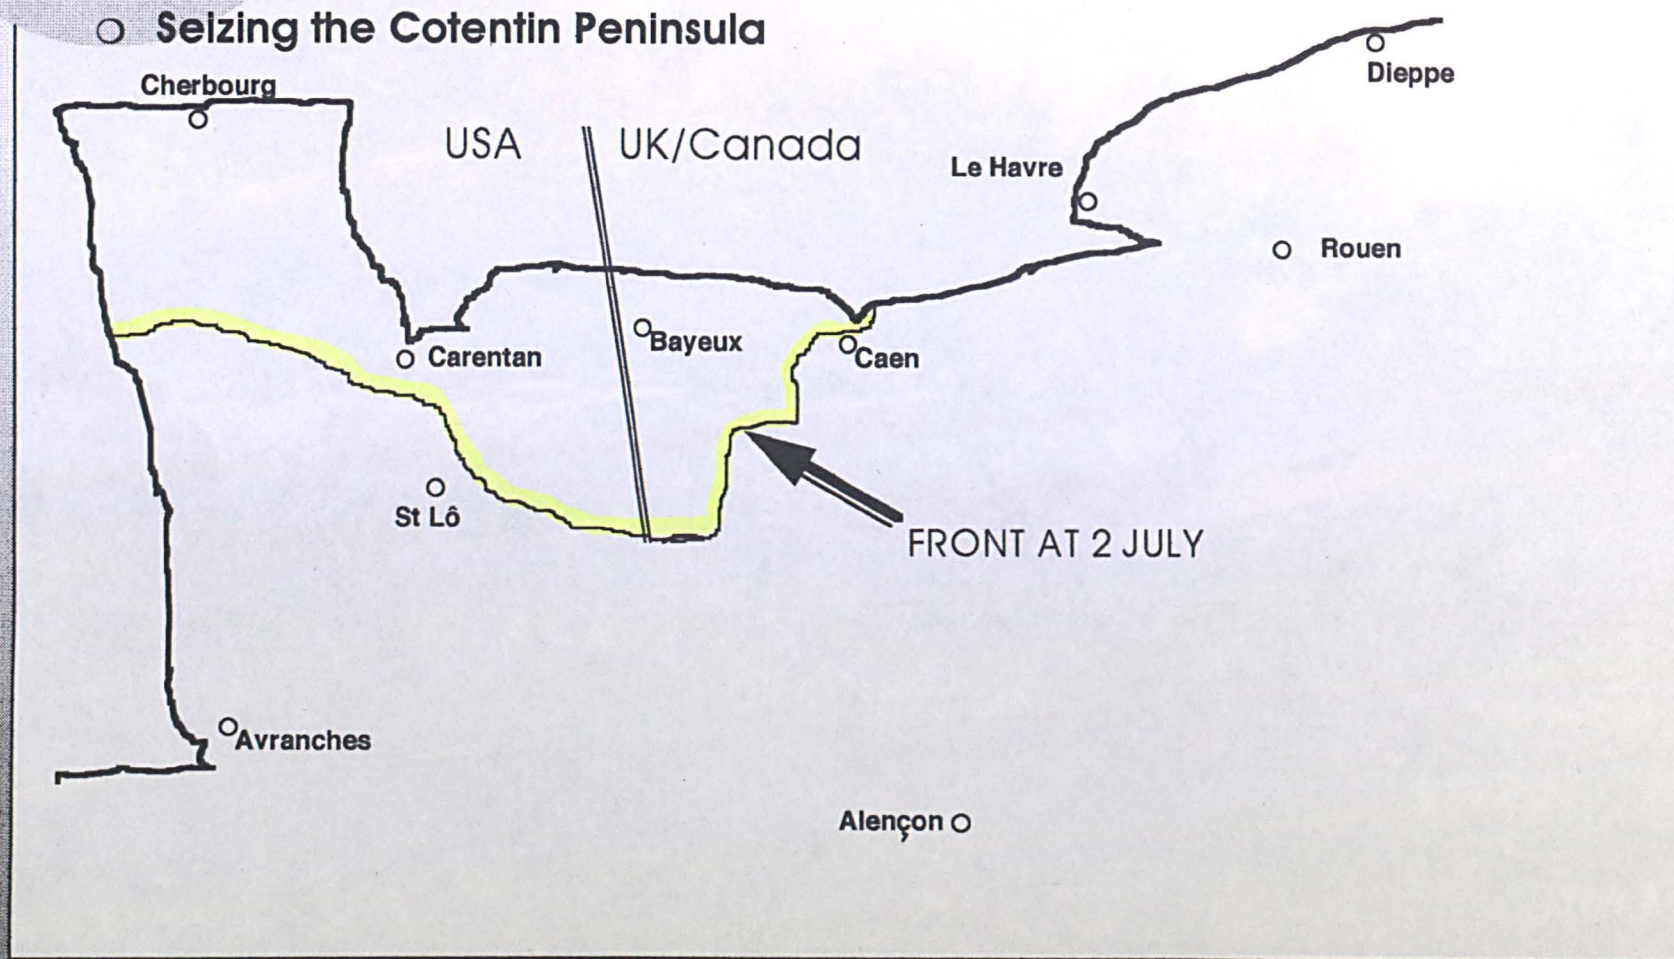 Seizing the Cotentin Peninsula
Cherbourg
Dieppe
USA
UK/Canada
Le Havre
Rouen
Bayeux
Carentan
Caen
St Lô
FRONT AT 2 JULY
Avranches
Alençon